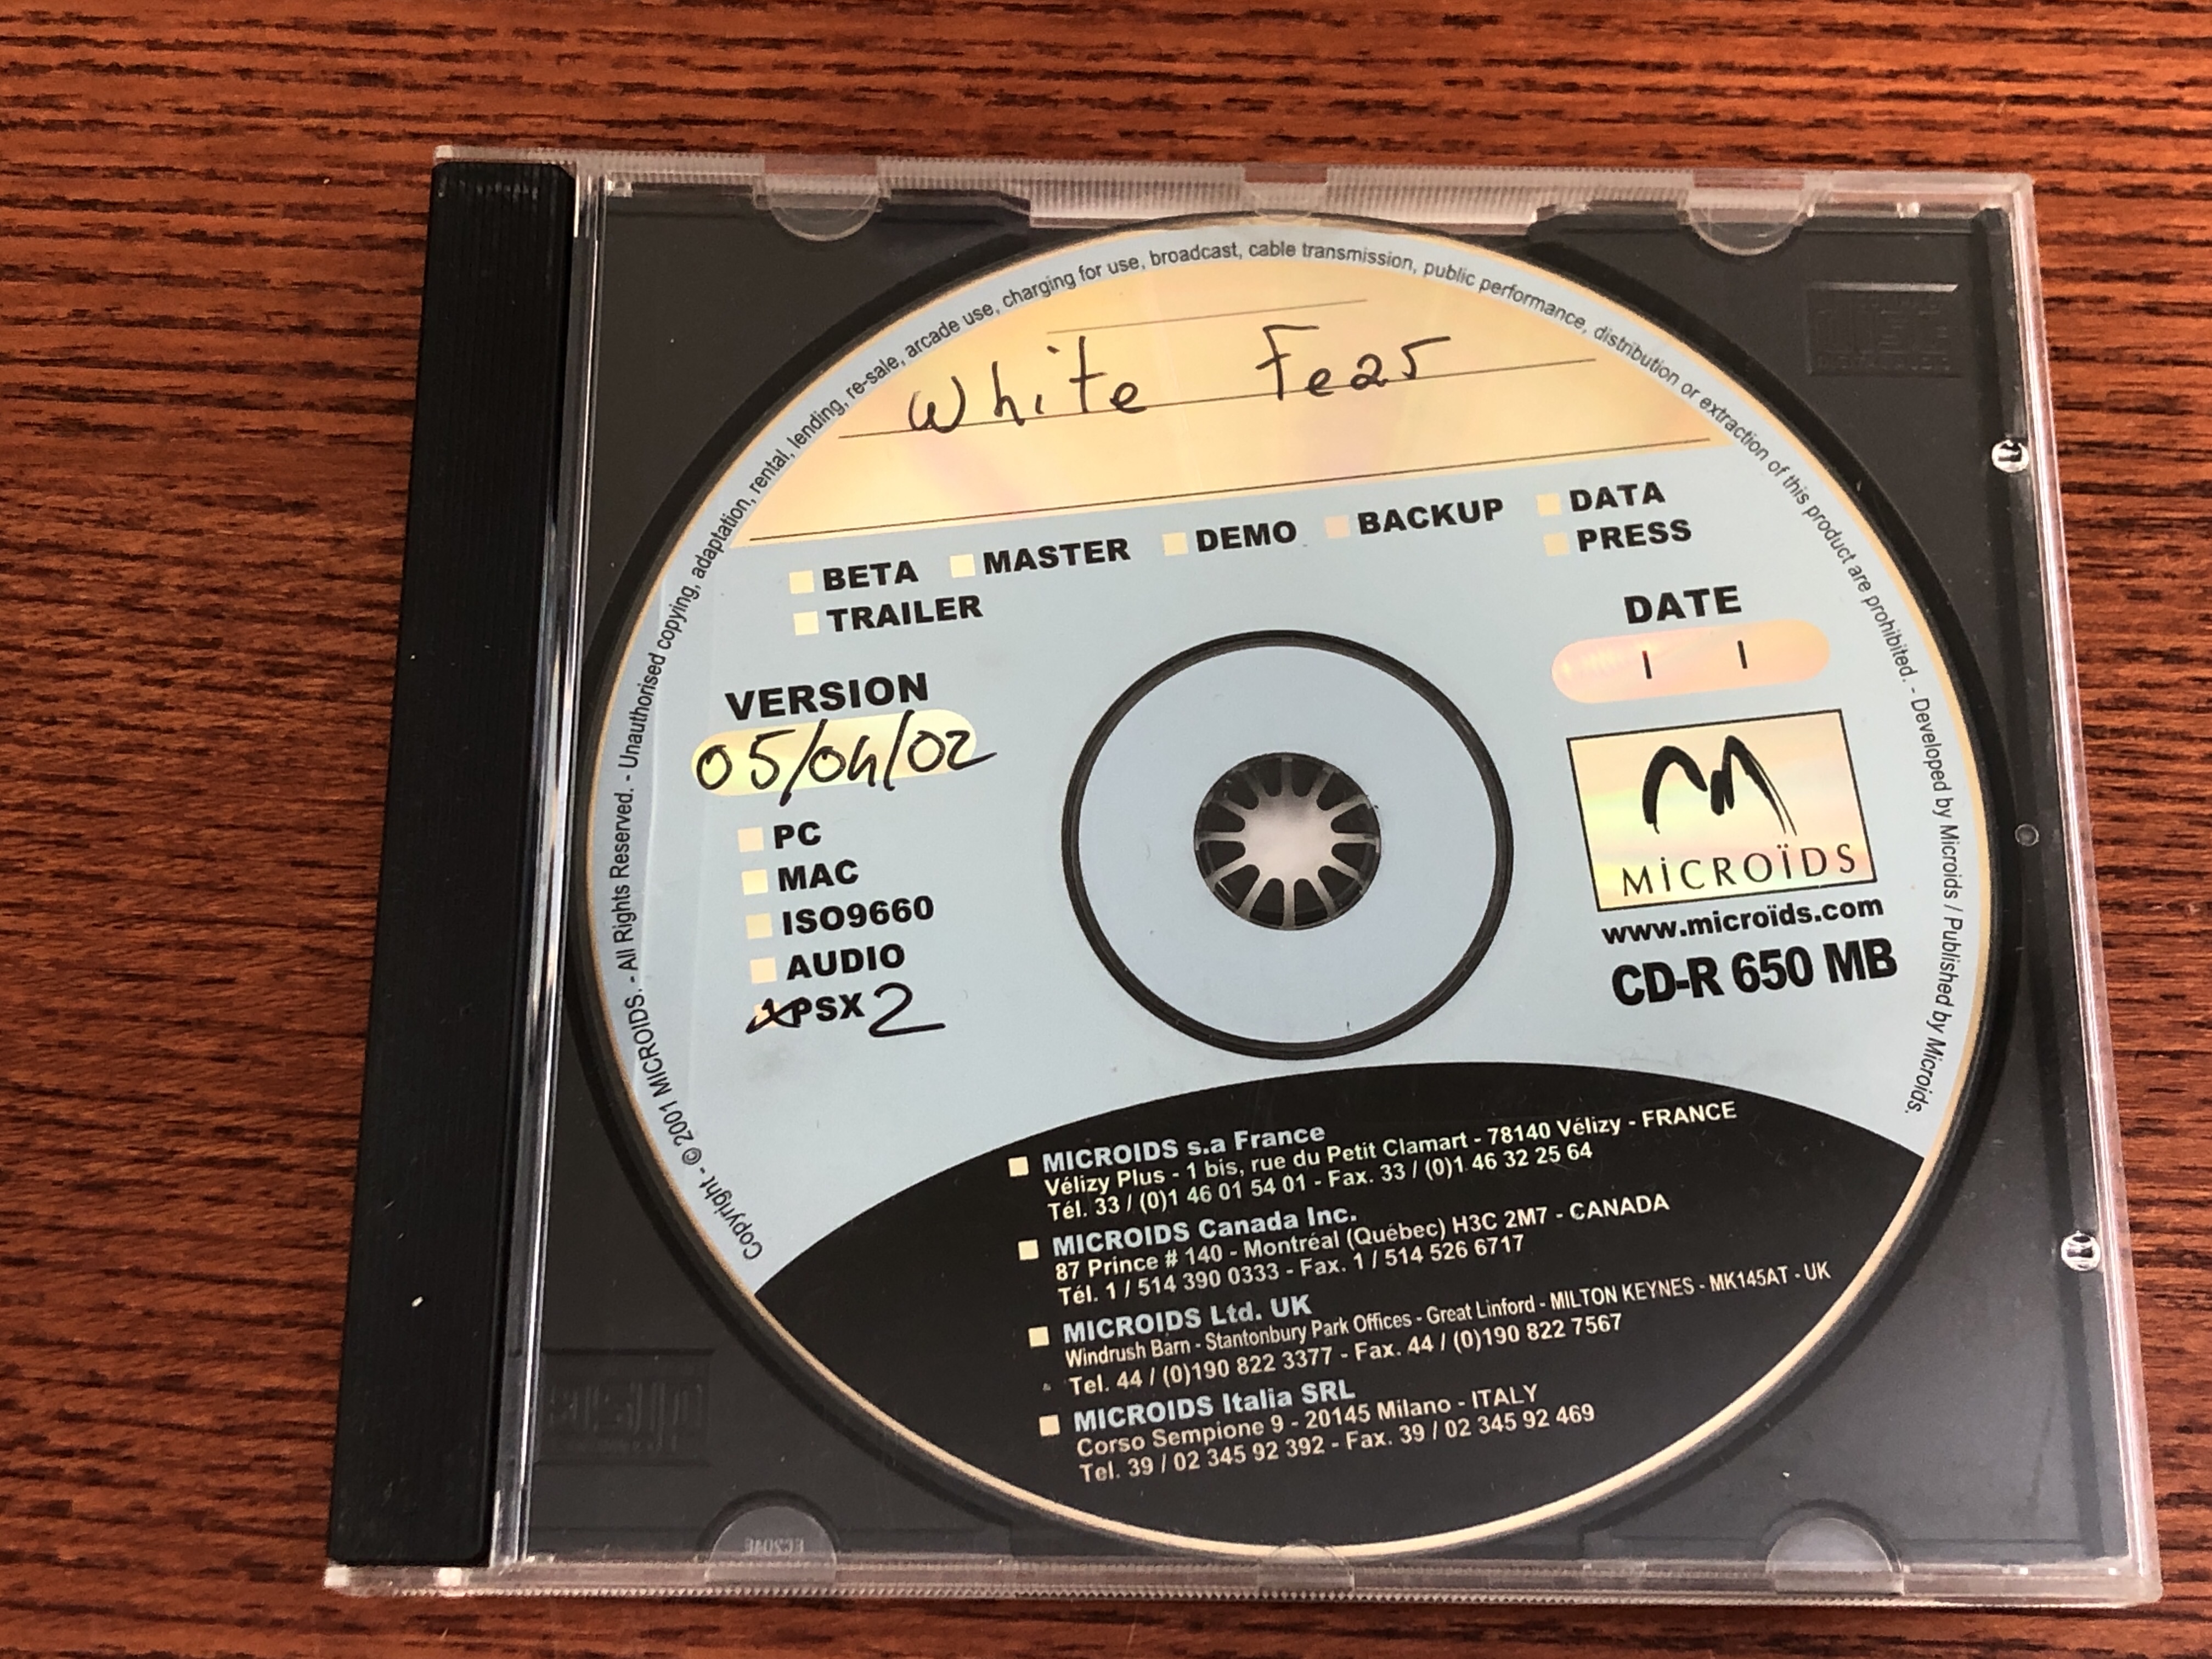 Copyright - © 2001 MICROIDS. - All Rights Reserved. - Unauthorised copying, adaptation, rental, lending, re-sale, arcade use, charging for use, broadcast, cable transmission, public performance, distribution or extraction of this product are prohibited. - Developed by Microids / Published by Microids.
White Fear
BETA MASTER DEMO BACKUP DATA
TRAILER PRESS
VERSION
05/04/02
DATE
/ /
PC
MAC
ISO9660
AUDIO
XPSX2
MiCROÏDS
www.microïds.com
CD-R 650 MB
MICROIDS s.a France
Vélizy Plus - 1 bis, rue du Petit Clamart - 78140 Vélizy - FRANCE
Tél. 33 / (0)1 46 01 54 01 - Fax. 33 / (0)1 46 32 25 64
MICROIDS Canada Inc.
87 Prince # 140 - Montréal (Québec) H3C 2M7 - CANADA
Tél. 1 / 514 390 0333 - Fax. 1 / 514 526 6717
MICROIDS Ltd. UK
Windrush Barn - Stantonbury Park Offices - Great Linford - MILTON KEYNES - MK145AT - UK
Tel. 44 / (0)190 822 3377 - Fax. 44 / (0)190 822 7567
MICROIDS Italia SRL
Corso Sempione 9 - 20145 Milano - ITALY
Tel. 39 / 02 345 92 392 - Fax. 39 / 02 345 92 469